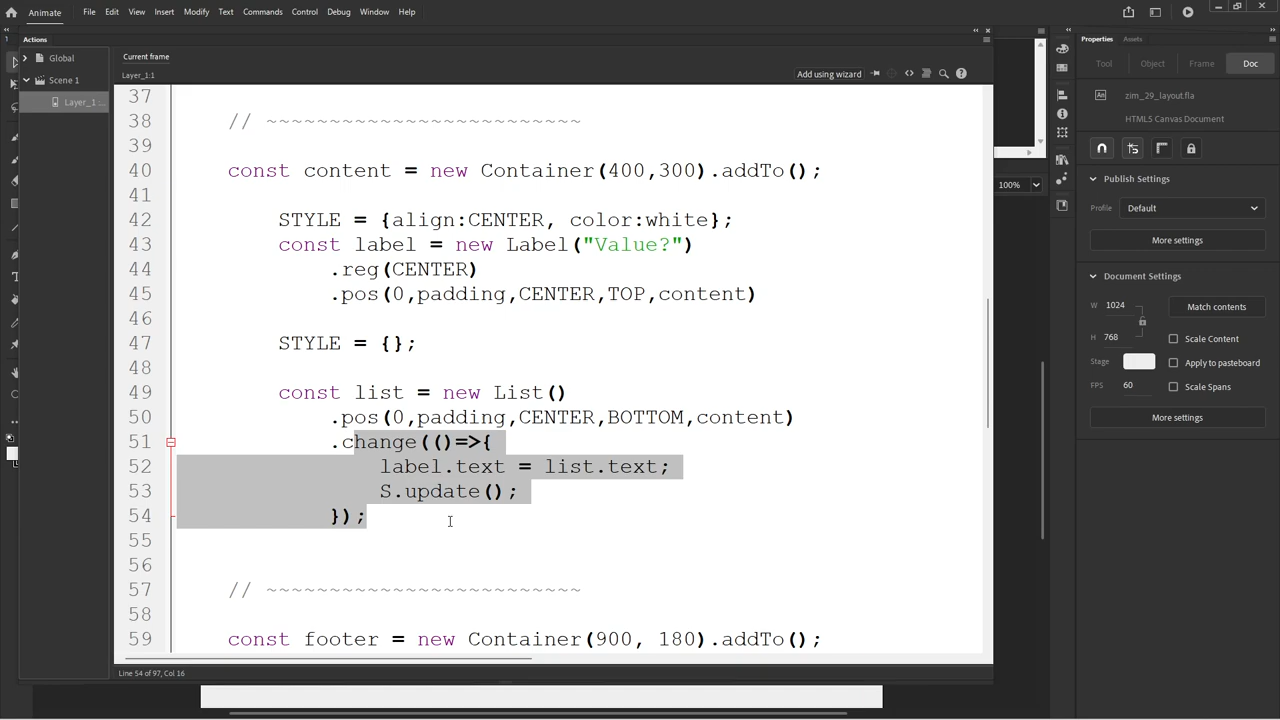 Animate File Edit View Insert Modify Text Commands Control Debug Window Help
Actions
Global
Scene 1
Layer_1 :...
Current frame
Layer_1:1
Add using wizard
37
38 // ~~~~~~~~~~~~~~~~~~~~~~~~~
39
40 const content = new Container(400,300).addTo();
41
42 STYLE = {align:CENTER, color:white};
43 const label = new Label("Value?")
44 .reg(CENTER)
45 .pos(0,padding,CENTER,TOP,content)
46
47 STYLE = {};
48
49 const list = new List()
50 .pos(0,padding,CENTER,BOTTOM,content)
51 .change(()=>{
52 label.text = list.text;
53 S.update();
54 });
55
56
57 // ~~~~~~~~~~~~~~~~~~~~~~~~~
58
59 const footer = new Container(900, 180).addTo();
Line 54 of 97, Col 16
100%
Properties Assets
Tool Object Frame Doc
An zim_29_layout.fla
HTML5 Canvas Document
Publish Settings
Profile Default
More settings
Document Settings
W 1024 Match contents
H 768 Scale Content
Stage Apply to pasteboard
FPS 60 Scale Spans
More settings